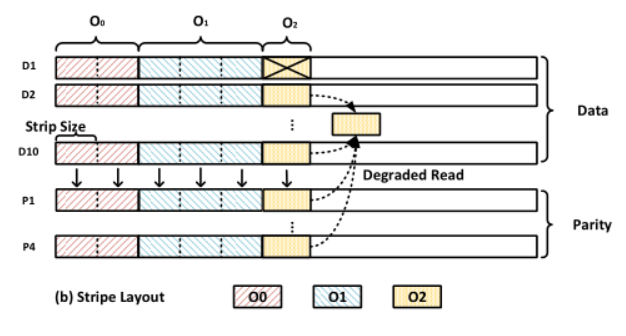 O₀ O₁ O₂
D1
D2
Data
Strip Size
⋮
D10
Degraded Read
P1
⋮
Parity
P4
(b) Stripe Layout O0 O1 O2